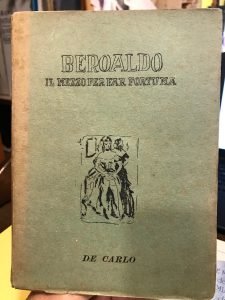 BEROALDO
IL MEZZO PER FAR FORTUNA
DE CARLO